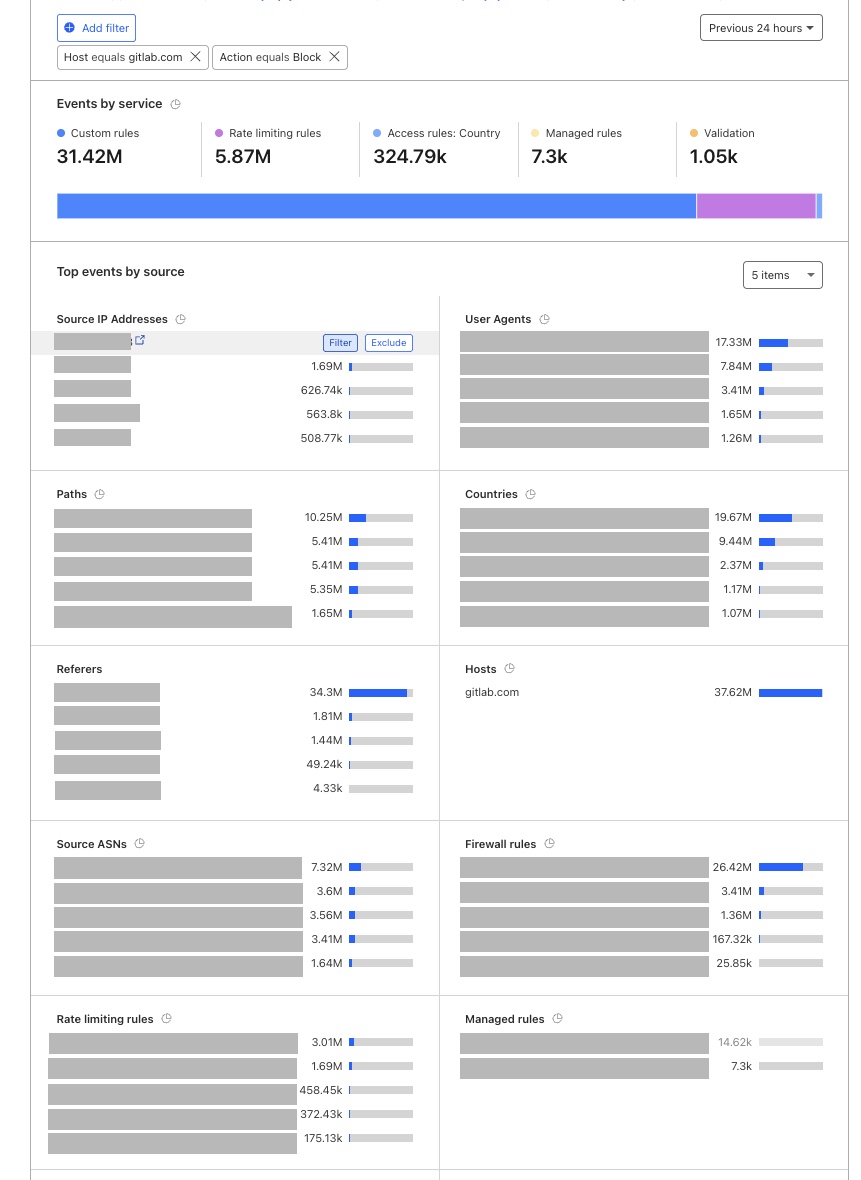 Add filter
Previous 24 hours
Host equals gitlab.com
Action equals Block
Events by service
Custom rules
31.42M
Rate limiting rules
5.87M
Access rules: Country
324.79k
Managed rules
7.3k
Validation
1.05k
Top events by source
5 items
Source IP Addresses
Filter
Exclude
1.69M
626.74k
563.8k
508.77k
User Agents
17.33M
7.84M
3.41M
1.65M
1.26M
Paths
10.25M
5.41M
5.41M
5.35M
1.65M
Countries
19.67M
9.44M
2.37M
1.17M
1.07M
Referers
34.3M
1.81M
1.44M
49.24k
4.33k
Hosts
gitlab.com 37.62M
Source ASNs
7.32M
3.6M
3.56M
3.41M
1.64M
Firewall rules
26.42M
3.41M
1.36M
167.32k
25.85k
Rate limiting rules
3.01M
1.69M
458.45k
372.43k
175.13k
Managed rules
14.62k
7.3k